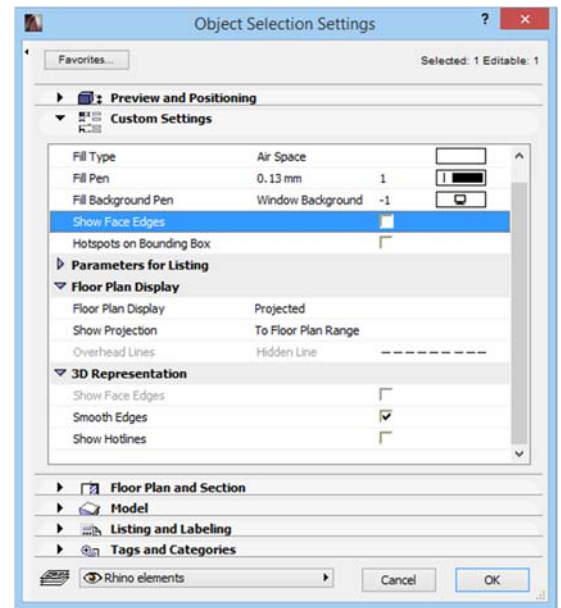 Object Selection Settings ?
Favorites... Selected: 1 Editable: 1
Preview and Positioning
Custom Settings
Fill Type Air Space
Fill Pen 0.13 mm 1
Fill Background Pen Window Background -1
Show Face Edges
Hotspots on Bounding Box
Parameters for Listing
Floor Plan Display
Floor Plan Display Projected
Show Projection To Floor Plan Range
Overhead Lines Hidden Line
3D Representation
Show Face Edges
Smooth Edges
Show Hotlines
Floor Plan and Section
Model
Listing and Labeling
Tags and Categories
Rhino elements Cancel OK